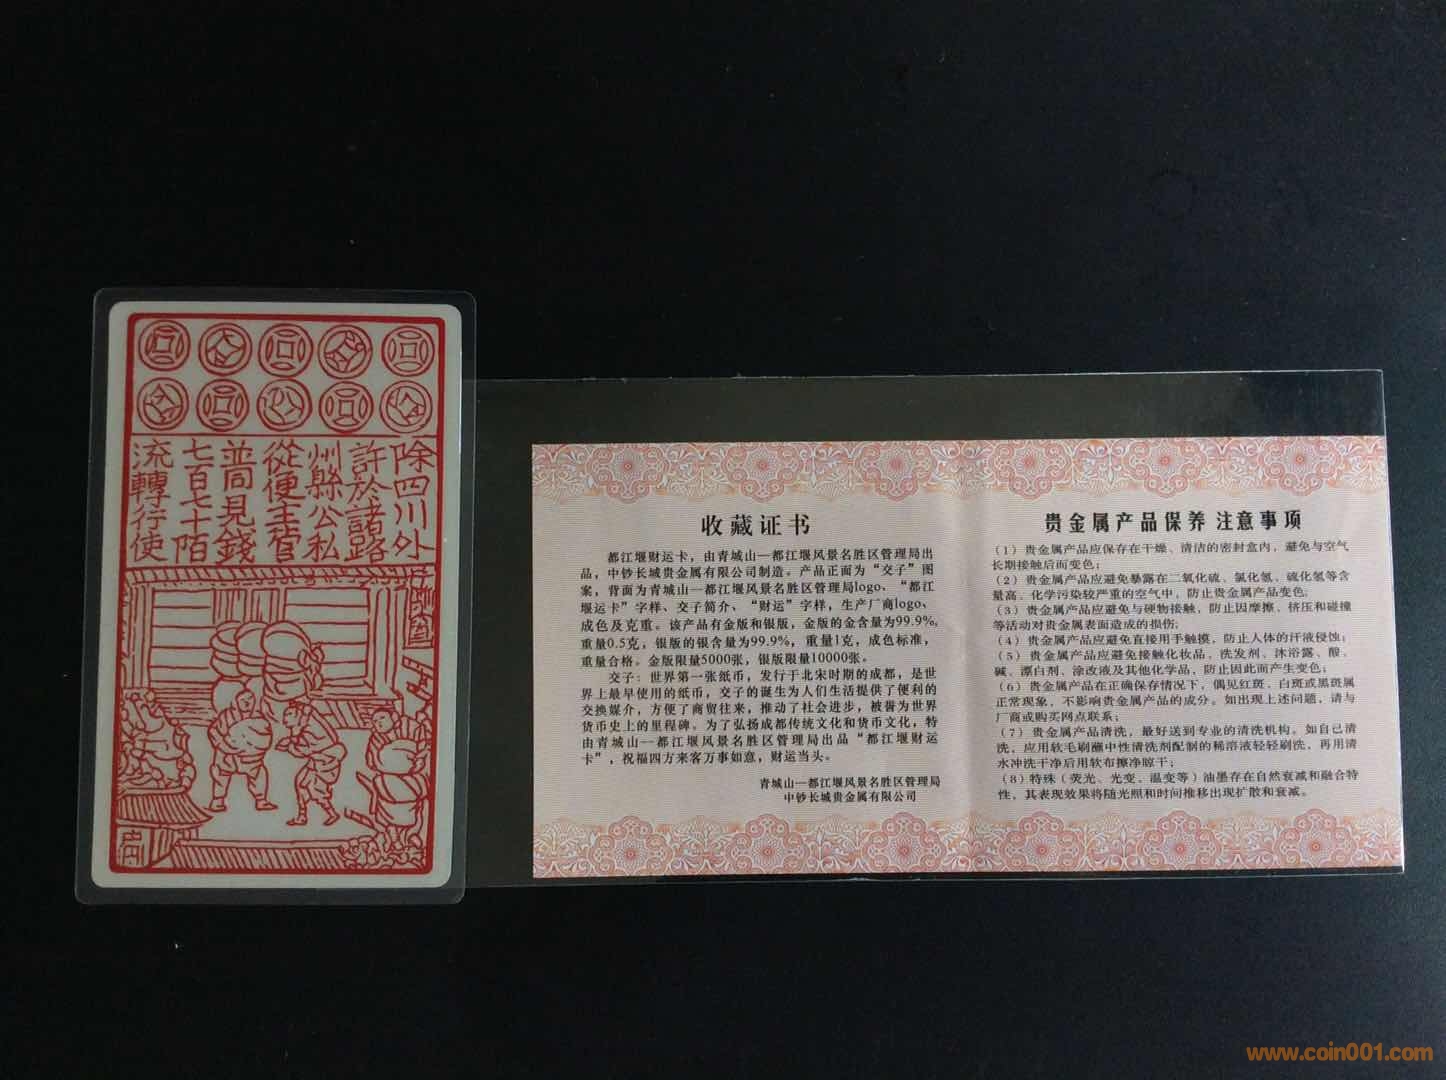 除四川外
許於諸路
州縣公私
從便主管
並同見錢
七百七十陌
流轉行使
收藏证书
都江堰财运卡，由青城山—都江堰风景名胜区管理局出
品，中钞长城贵金属有限公司制造。产品正面为“交子”图
案，背面为青城山—都江堰风景名胜区管理局logo、“都江
堰运卡”字样、交子简介、“财运”字样，生产厂商logo、
成色及克重。该产品有金版和银版，金版的金含量为99.9%，
重量0.5克，银版的银含量为99.9%，重量1克，成色标准，
重量合格。金版限量5000张，银版限量10000张。
交子：世界第一张纸币，发行于北宋时期的成都，是世
界上最早使用的纸币，交子的诞生为人们生活提供了便利的
交换媒介，方便了商贸往来，推动了社会进步，被誉为世界
货币史上的里程碑。为了弘扬成都传统文化和货币文化，特
由青城山—都江堰风景名胜区管理局出品“都江堰财运
卡”，祝福四方来客万事如意，财运当头。
青城山—都江堰风景名胜区管理局
中钞长城贵金属有限公司
贵金属产品保养 注意事项
（1）贵金属产品应保存在干燥、清洁的密封盒内，避免与空气
长期接触后而变色；
（2）贵金属产品应避免暴露在二氧化硫、氯化氢、硫化氢等含
量高、化学污染较严重的空气中，防止贵金属产品变色；
（3）贵金属产品应避免与硬物接触，防止因摩擦、挤压和碰撞
等活动对贵金属表面造成的损伤；
（4）贵金属产品应避免直接用手触摸，防止人体的汗液侵蚀；
（5）贵金属产品应避免接触化妆品、洗发剂、沐浴露、酸、
碱、漂白剂、涂改液及其他化学品，防止因此而产生变色；
（6）贵金属产品在正确保存情况下，偶见红斑、白斑或黑斑属
正常现象，不影响贵金属产品的成分。如出现上述问题，请与
厂商或购买网点联系；
（7）贵金属产品清洗，最好送到专业的清洗机构。如自己清
洗，应用软毛刷蘸中性清洗剂配制的稀溶液轻轻刷洗，再用清
水冲洗干净后用软布擦净晾干；
（8）特殊（荧光、光变、温变等）油墨存在自然衰减和融合特
性，其表现效果将随光照和时间推移出现扩散和衰减。
www.coin001.com